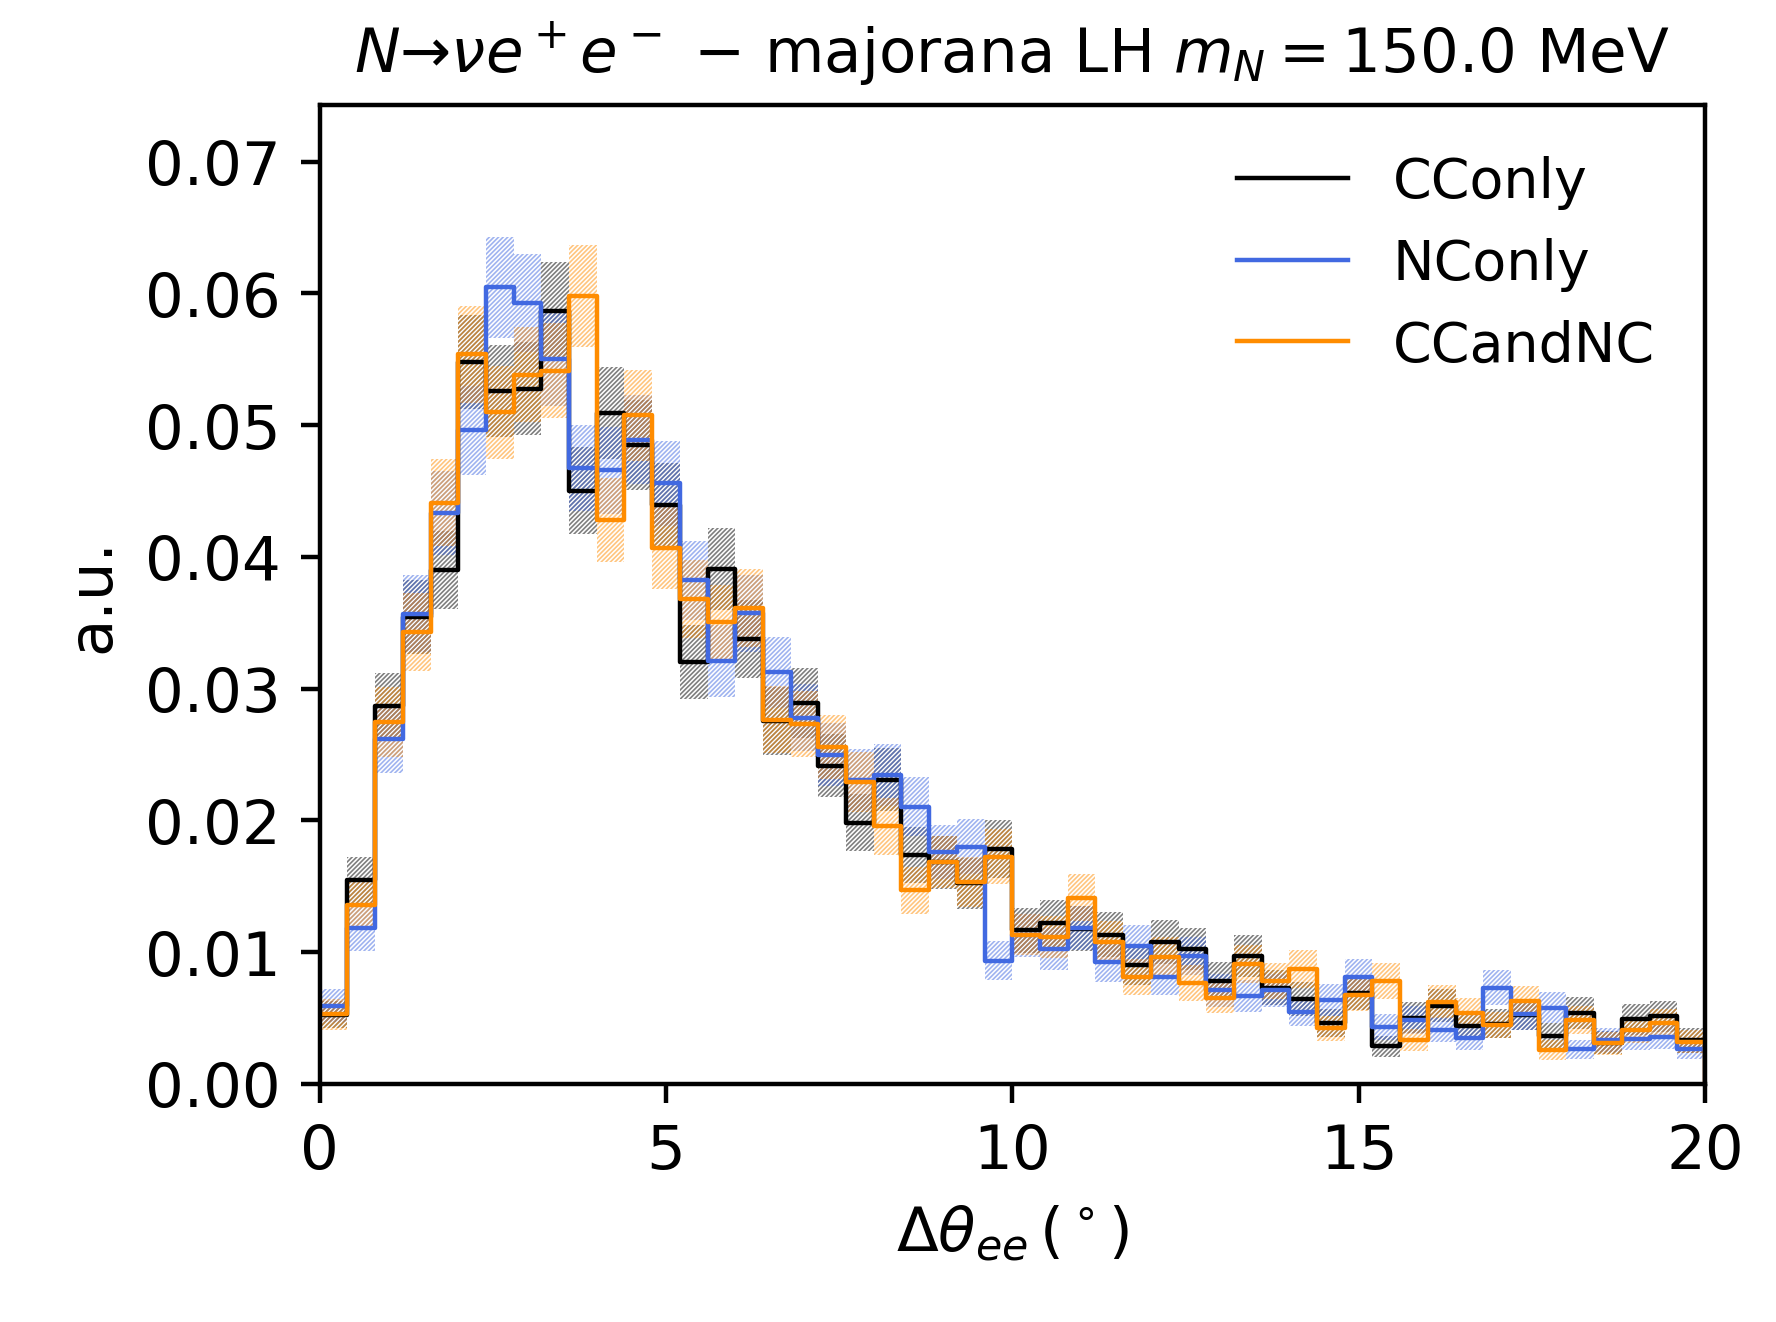 N→νe⁺e⁻ − majorana LH m_N = 150.0 MeV
CConly
NConly
CCandNC
0.07
0.06
0.05
0.04
0.03
0.02
0.01
0.00
a.u.
0 5 10 15 20
Δθ_ee (°)